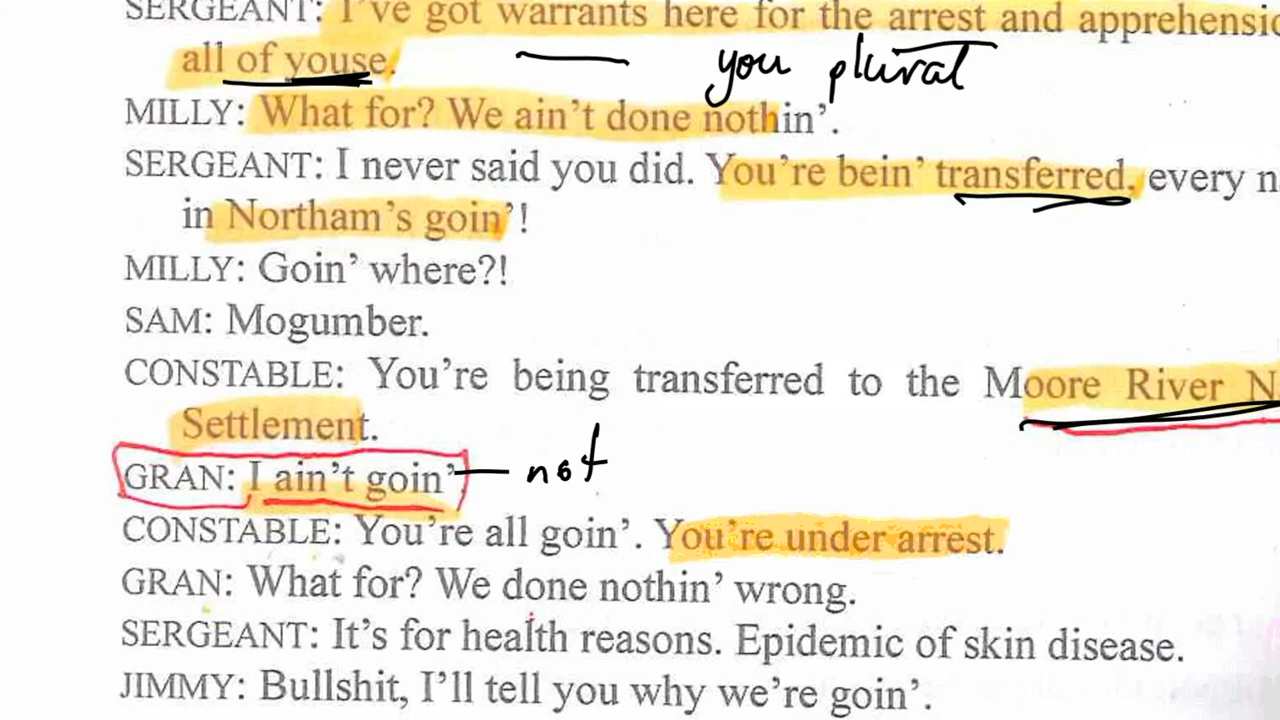 SERGEANT: I've got warrants here for the arrest and
all of youse. you plural
MILLY: What for? We ain't done nothin'.
SERGEANT: I never said you did. You're bein' transferred, every
in Northam's goin'!
MILLY: Goin' where?!
SAM: Mogumber.
CONSTABLE: You're being transferred to the Moore River
Settlement.
GRAN: I ain't goin' not
CONSTABLE: You're all goin'. You're under arrest.
GRAN: What for? We done nothin' wrong.
SERGEANT: It's for health reasons. Epidemic of skin disease.
JIMMY: Bullshit, I'll tell you why we're goin'.